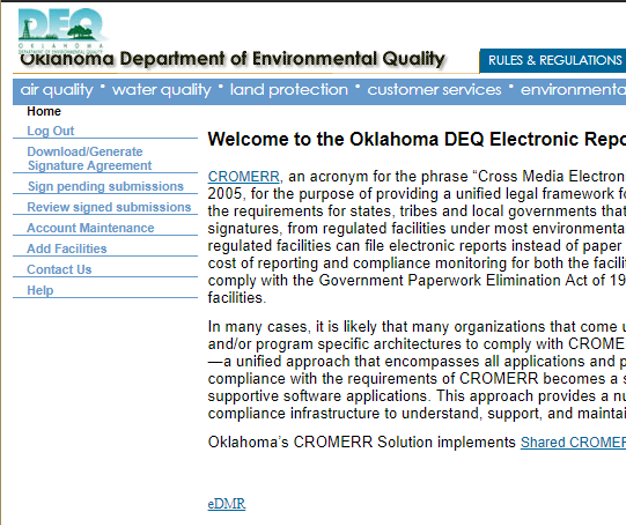 DEQ
OKLAHOMA
DEPARTMENT OF ENVIRONMENTAL QUALITY
Oklahoma Department of Environmental Quality
RULES & REGULATIONS
air quality • water quality • land protection • customer services • environmenta
Home
Log Out
Download/Generate
Signature Agreement
Sign pending submissions
Review signed submissions
Account Maintenance
Add Facilities
Contact Us
Help
Welcome to the Oklahoma DEQ Electronic Repo
CROMERR, an acronym for the phrase “Cross Media Electron
2005, for the purpose of providing a unified legal framework fo
the requirements for states, tribes and local governments that
signatures, from regulated facilities under most environmenta
regulated facilities can file electronic reports instead of paper
cost of reporting and compliance monitoring for both the facilit
comply with the Government Paperwork Elimination Act of 19
facilities.
In many cases, it is likely that many organizations that come u
and/or program specific architectures to comply with CROME
—a unified approach that encompasses all applications and p
compliance with the requirements of CROMERR becomes a s
supportive software applications. This approach provides a nu
compliance infrastructure to understand, support, and maintai
Oklahoma’s CROMERR Solution implements Shared CROMER
eDMR